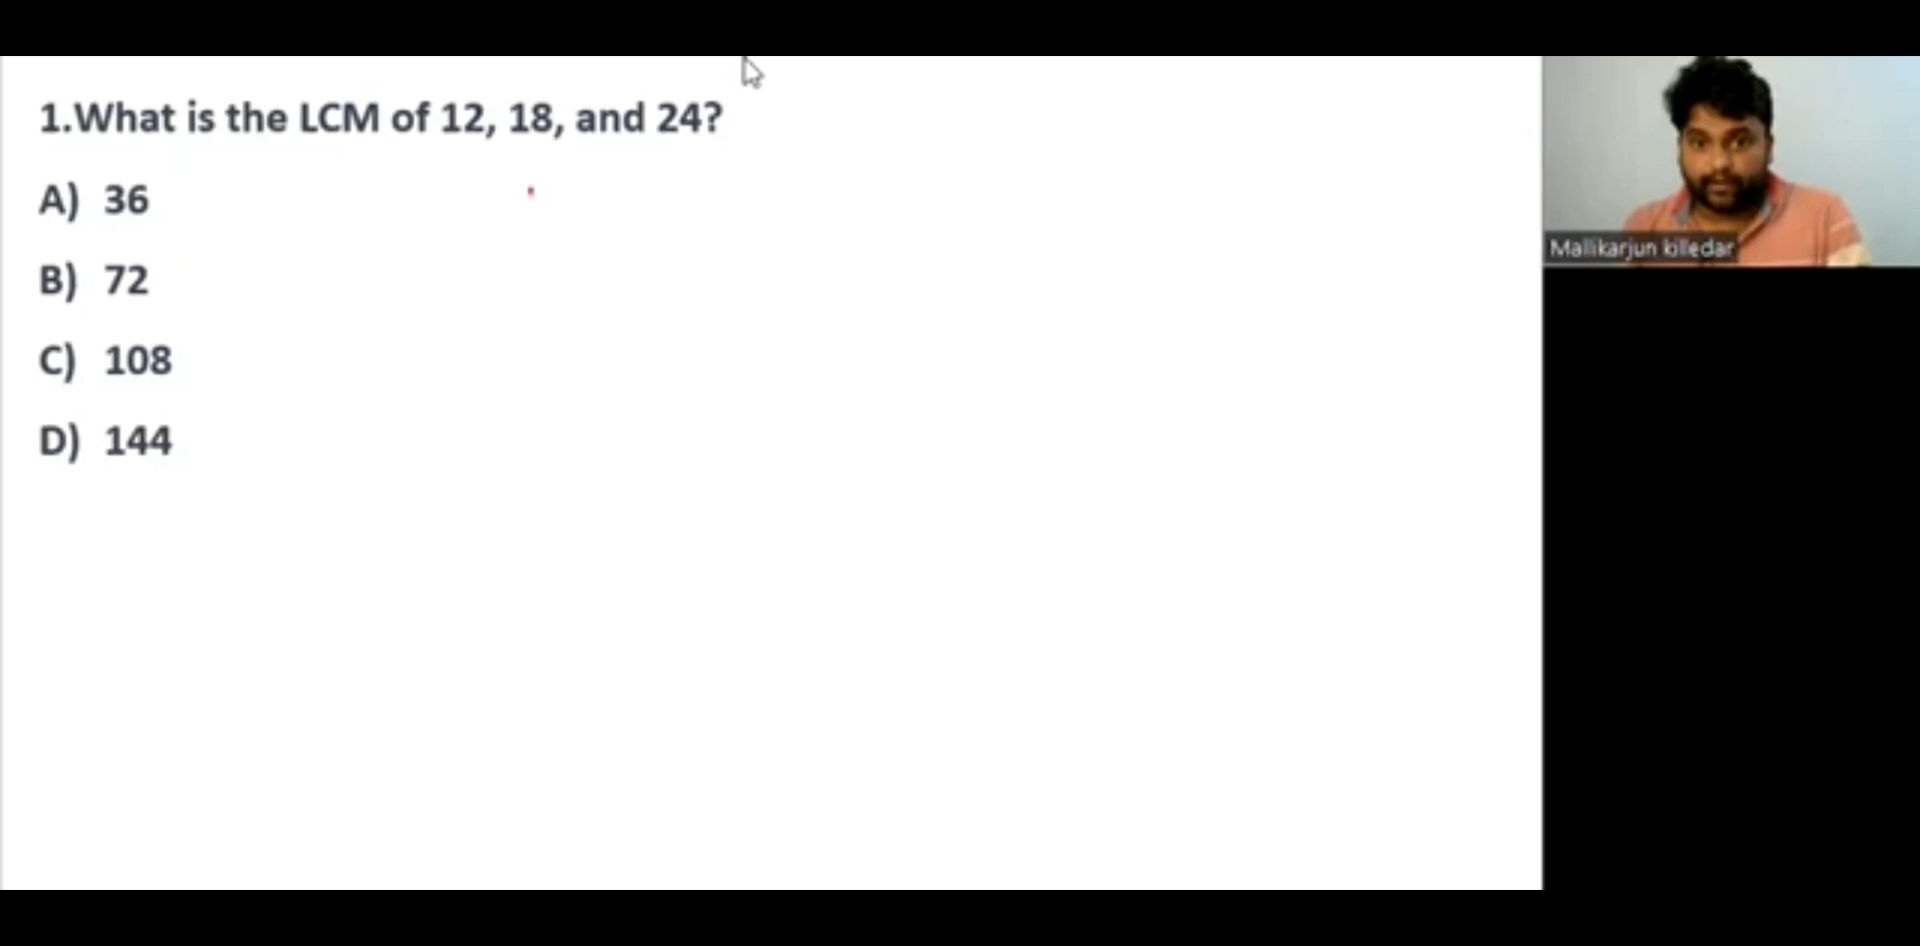 1.What is the LCM of 12, 18, and 24?
A) 36
B) 72
C) 108
D) 144
Mallikarjun killedar